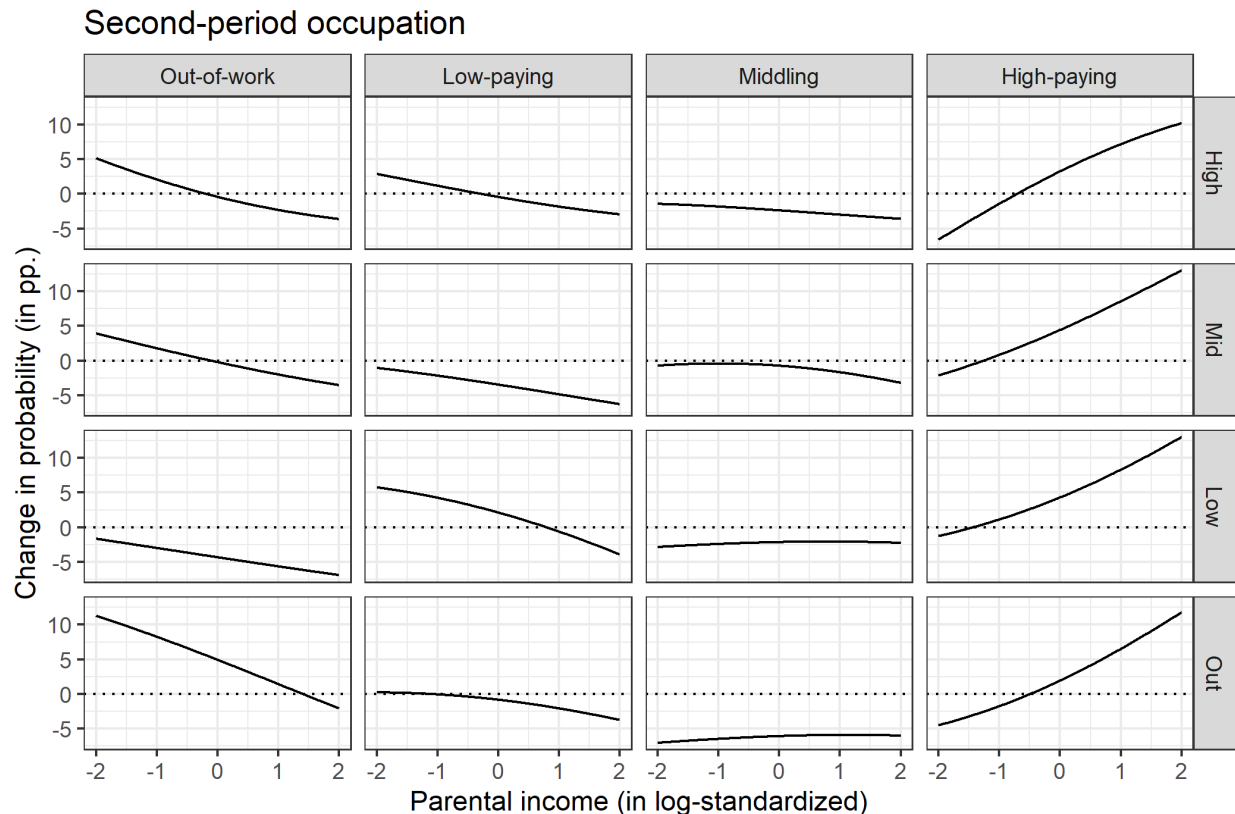 Second-period occupation
Out-of-work Low-paying Middling High-paying
10
5
0
-5
High
10
5
0
-5
Mid
10
5
0
-5
Low
10
5
0
-5
Out
Change in probability (in pp.)
-2 -1 0 1 2 -2 -1 0 1 2 -2 -1 0 1 2 -2 -1 0 1 2
Parental income (in log-standardized)